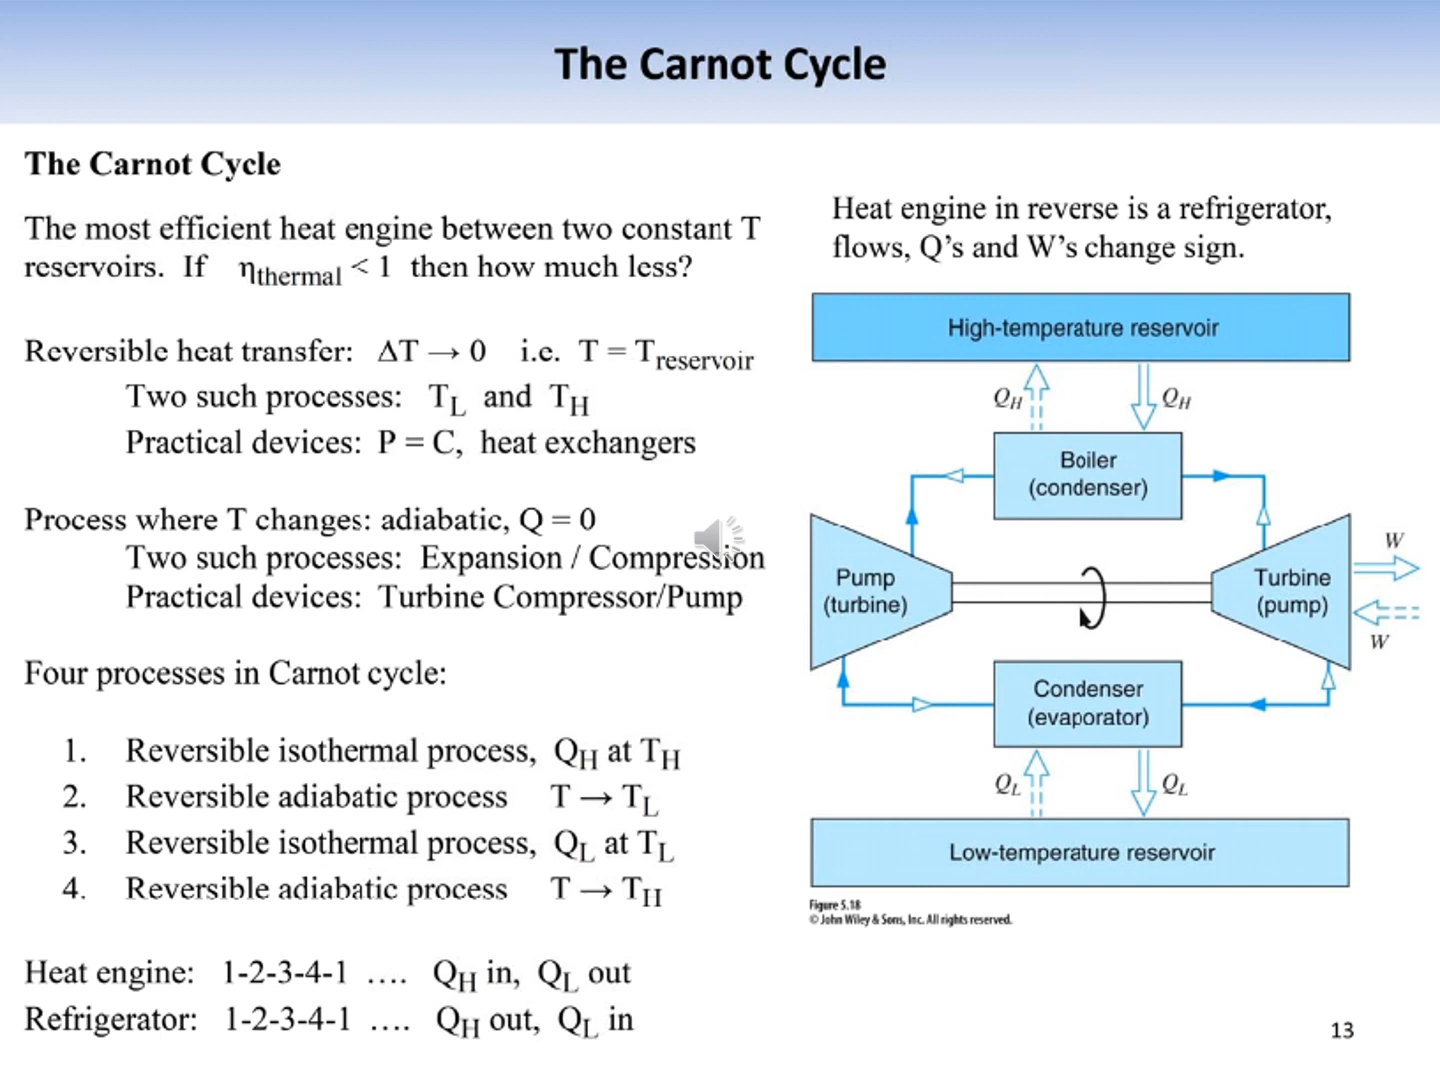 The Carnot Cycle
The Carnot Cycle
The most efficient heat engine between two constant T
reservoirs. If η_thermal < 1 then how much less?
Reversible heat transfer: ΔT → 0 i.e. T = T_reservoir
Two such processes: T_L and T_H
Practical devices: P = C, heat exchangers
Process where T changes: adiabatic, Q = 0
Two such processes: Expansion / Compression
Practical devices: Turbine Compressor/Pump
Four processes in Carnot cycle:
1. Reversible isothermal process, Q_H at T_H
2. Reversible adiabatic process T → T_L
3. Reversible isothermal process, Q_L at T_L
4. Reversible adiabatic process T → T_H
Heat engine: 1-2-3-4-1 .... Q_H in, Q_L out
Refrigerator: 1-2-3-4-1 .... Q_H out, Q_L in
Heat engine in reverse is a refrigerator,
flows, Q’s and W’s change sign.
High-temperature reservoir
Q_H Q_H
Boiler
(condenser)
W
Pump
(turbine)
Turbine
(pump)
W
Condenser
(evaporator)
Q_L Q_L
Low-temperature reservoir
Figure 5.18
© John Wiley & Sons, Inc. All rights reserved.
13